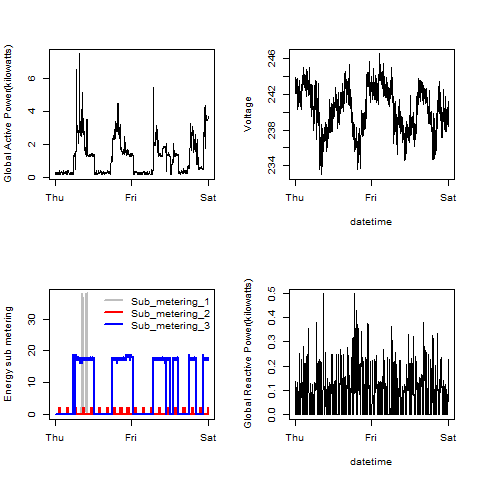 Global Active Power(kilowatts)
0 2 4 6
Thu Fri Sat
Voltage
234 238 242 246
Thu Fri Sat
datetime
Energy sub metering
0 10 20 30
Sub_metering_1
Sub_metering_2
Sub_metering_3
Thu Fri Sat
Global Reactive Power(kilowatts)
0.0 0.1 0.2 0.3 0.4 0.5
Thu Fri Sat
datetime